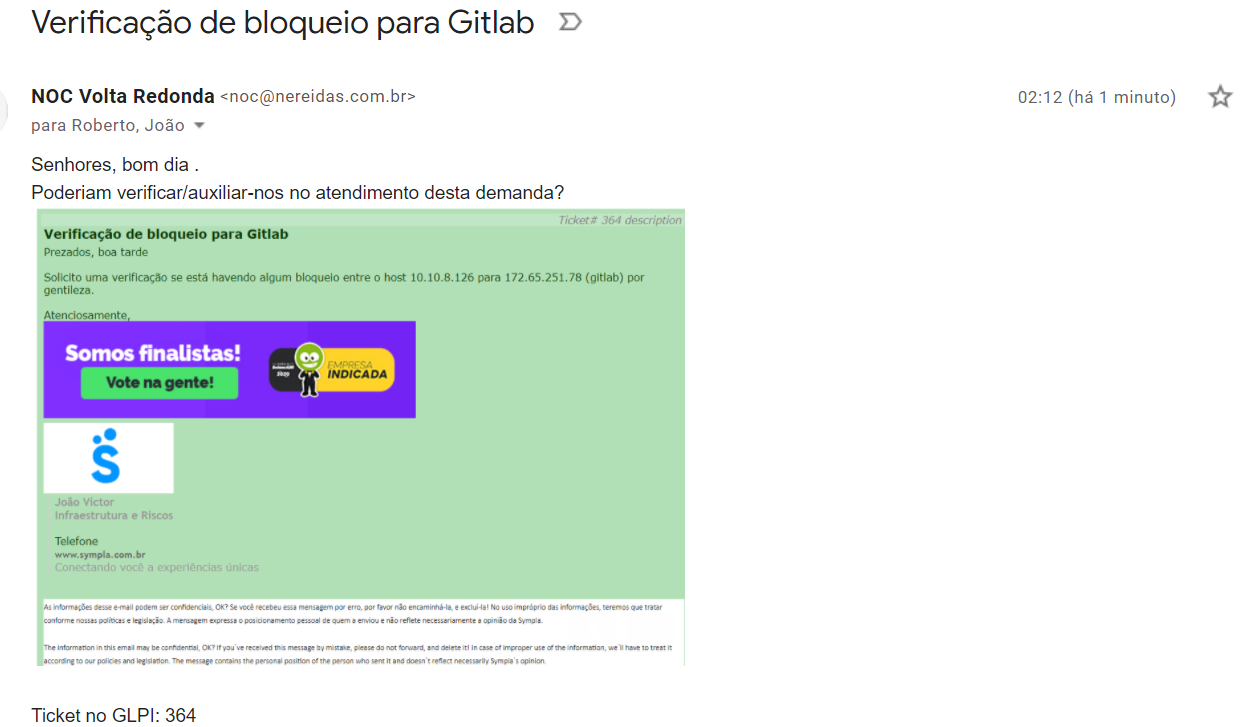 Verificação de bloqueio para Gitlab
NOC Volta Redonda <noc@nereidas.com.br>
02:12 (há 1 minuto)
para Roberto, João
Senhores, bom dia .
Poderiam verificar/auxiliar-nos no atendimento desta demanda?
Ticket# 364 description
Verificação de bloqueio para Gitlab
Prezados, boa tarde
Solicito uma verificação se está havendo algum bloqueio entre o host 10.10.8.126 para 172.65.251.78 (gitlab) por
gentileza.
Atenciosamente,
Somos finalistas!
Vote na gente!
EMPRESA
INDICADA
João Victor
Infraestrutura e Riscos
Telefone
www.sympla.com.br
Conectando você a experiências únicas
As informações desse e-mail podem ser confidenciais, OK? Se você recebeu essa mensagem por erro, por favor não encaminhá-la, e excluí-la! No uso impróprio das informações, teremos que tratar
conforme nossas políticas e legislação. A mensagem expressa o posicionamento pessoal de quem a enviou e não reflete necessariamente a opinião da Sympla.
The information in this email may be confidential, OK? If you've received this message by mistake, please do not forward, and delete it! In case of improper use of the information, we'll have to treat it
according to our policies and legislation. The message contains the personal position of the person who sent it and doesn't reflect necessarily Sympla's opinion.
Ticket no GLPI: 364